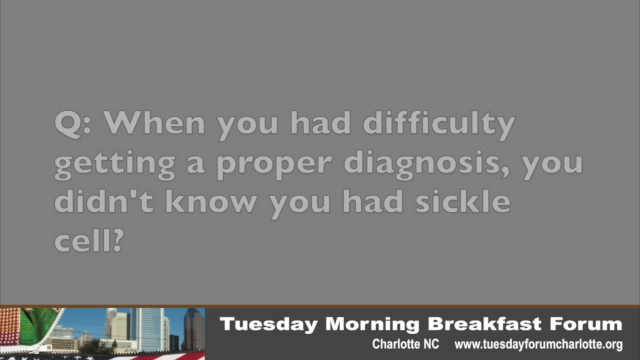 Q: When you had difficulty
getting a proper diagnosis, you
didn't know you had sickle
cell?
Tuesday Morning Breakfast Forum
Charlotte NC www.tuesdayforumcharlotte.org